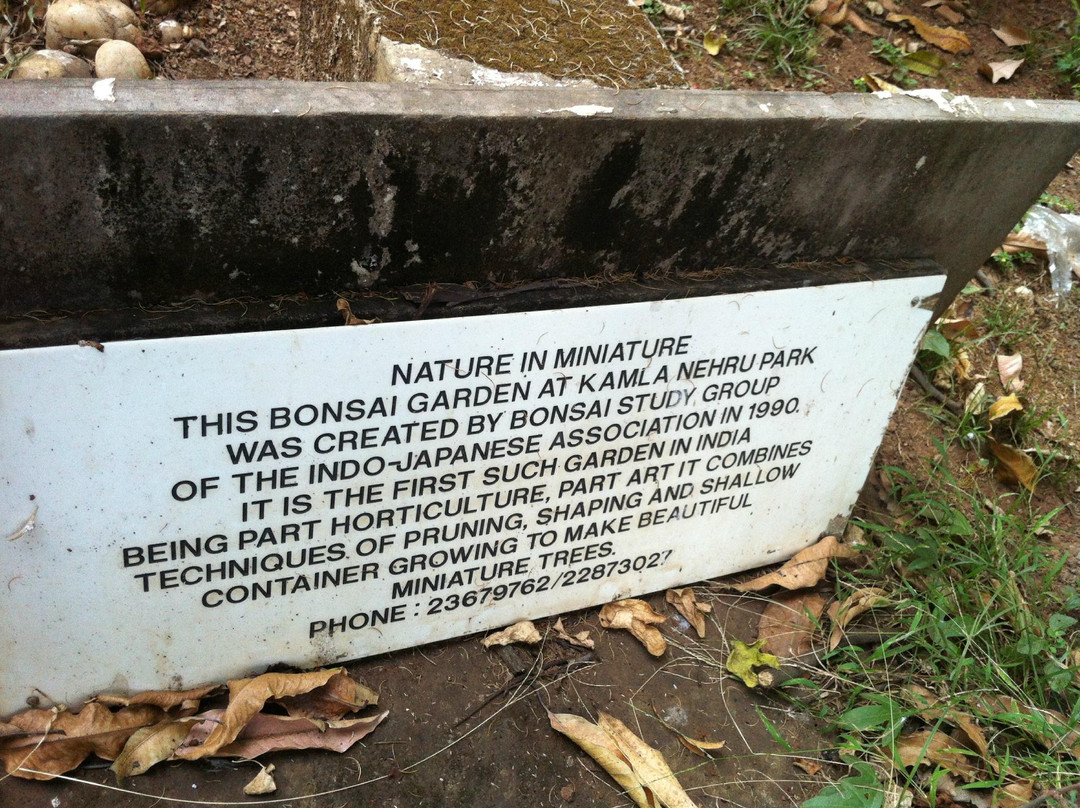 NATURE IN MINIATURE
THIS BONSAI GARDEN AT KAMLA NEHRU PARK
WAS CREATED BY BONSAI STUDY GROUP
OF THE INDO-JAPANESE ASSOCIATION IN 1990.
IT IS THE FIRST SUCH GARDEN IN INDIA
BEING PART HORTICULTURE, PART ART IT COMBINES
TECHNIQUES OF PRUNING, SHAPING AND SHALLOW
CONTAINER GROWING TO MAKE BEAUTIFUL
MINIATURE TREES.
PHONE : 23679762/22873027